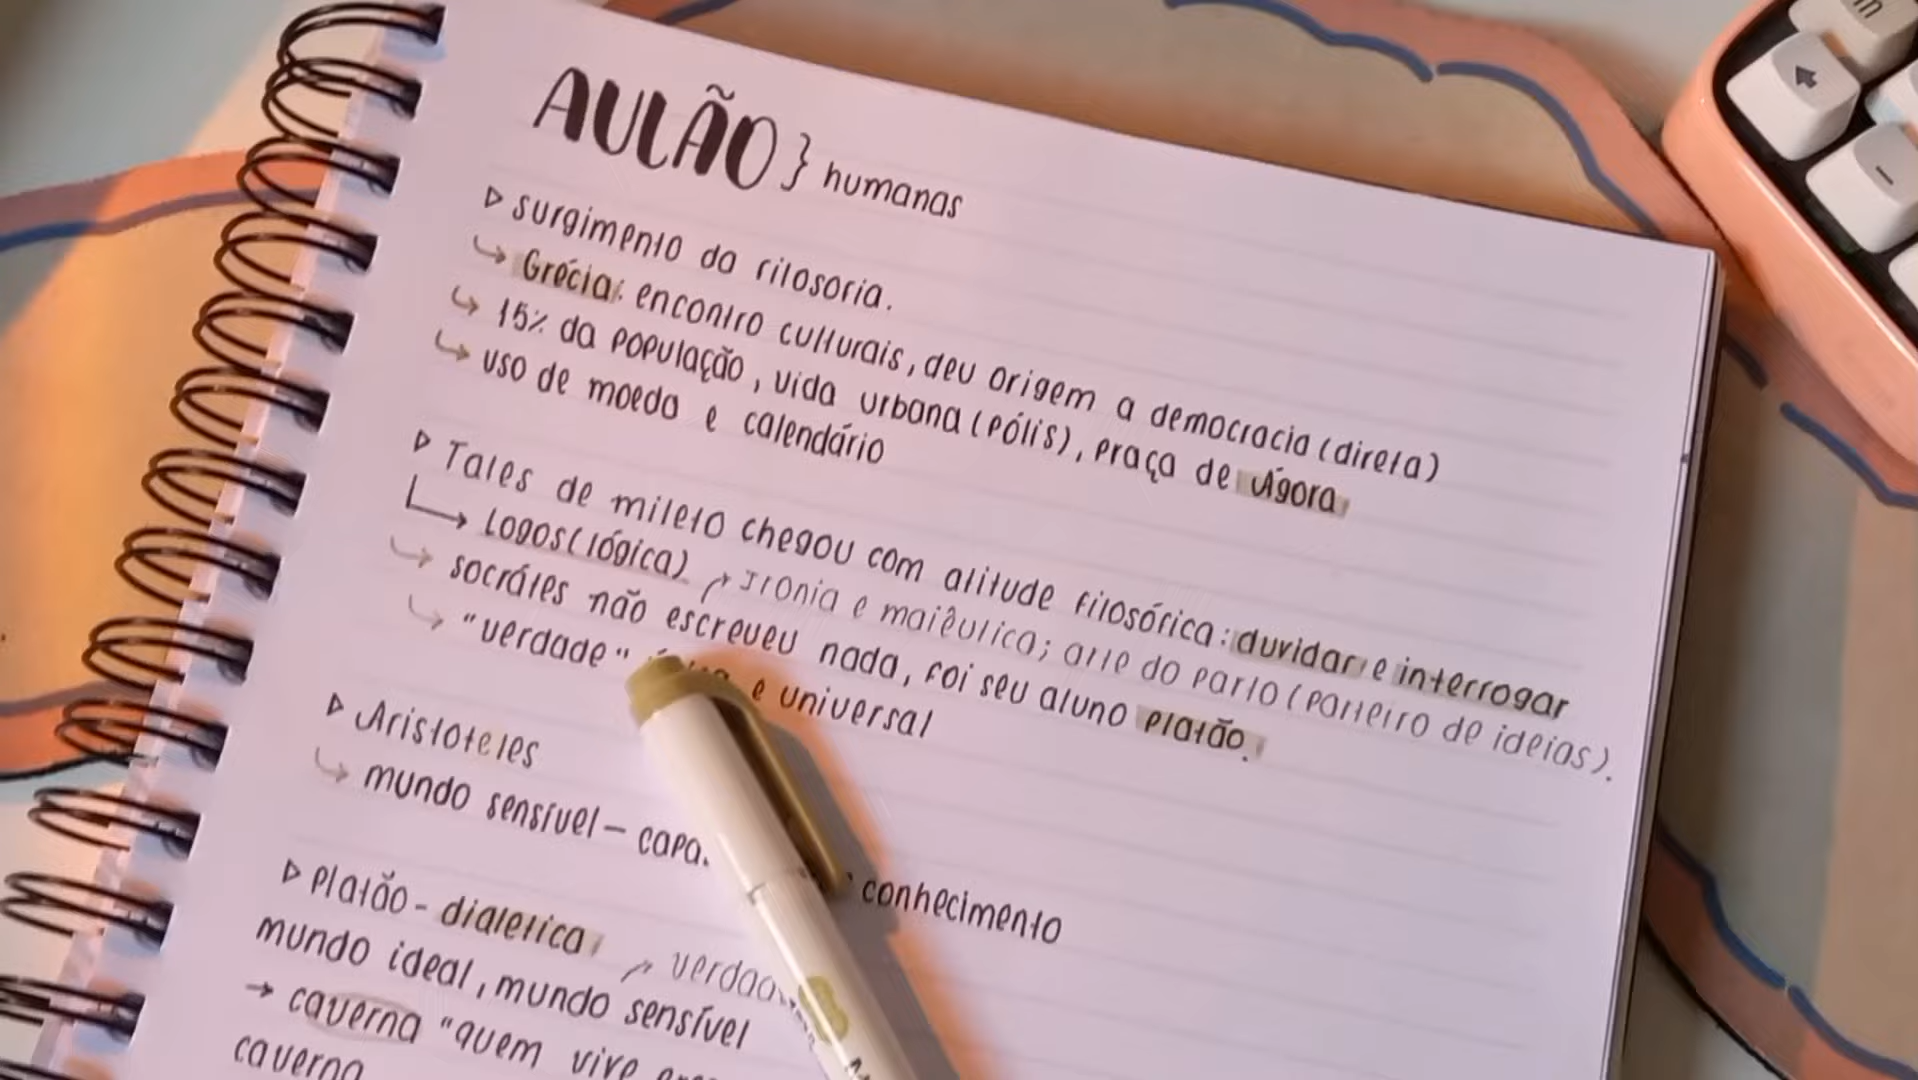 AULÃO } humanas
▷ surgimento da filosofia.
↳ Grécia: encontro culturais, deu origem a democracia (direta)
↳ 15% da população, vida urbana (pólis), praça de Ágora
↳ uso de moeda e calendário
▷ Tales de mileto chegou com atitude filosófica: duvidar e interrogar
↳ Logos (lógica)
↱ Ironia e maiêutica; arte do parto (parteiro de ideias).
↳ socrátes não escreveu nada, foi seu aluno Platão.
↳ "verdade" e universal
▷ Aristoteles
↳ mundo sensível – conhecimento
▷ Platão - dialetica
mundo ideal, mundo sensível
→ caverna "quem vive
caverna